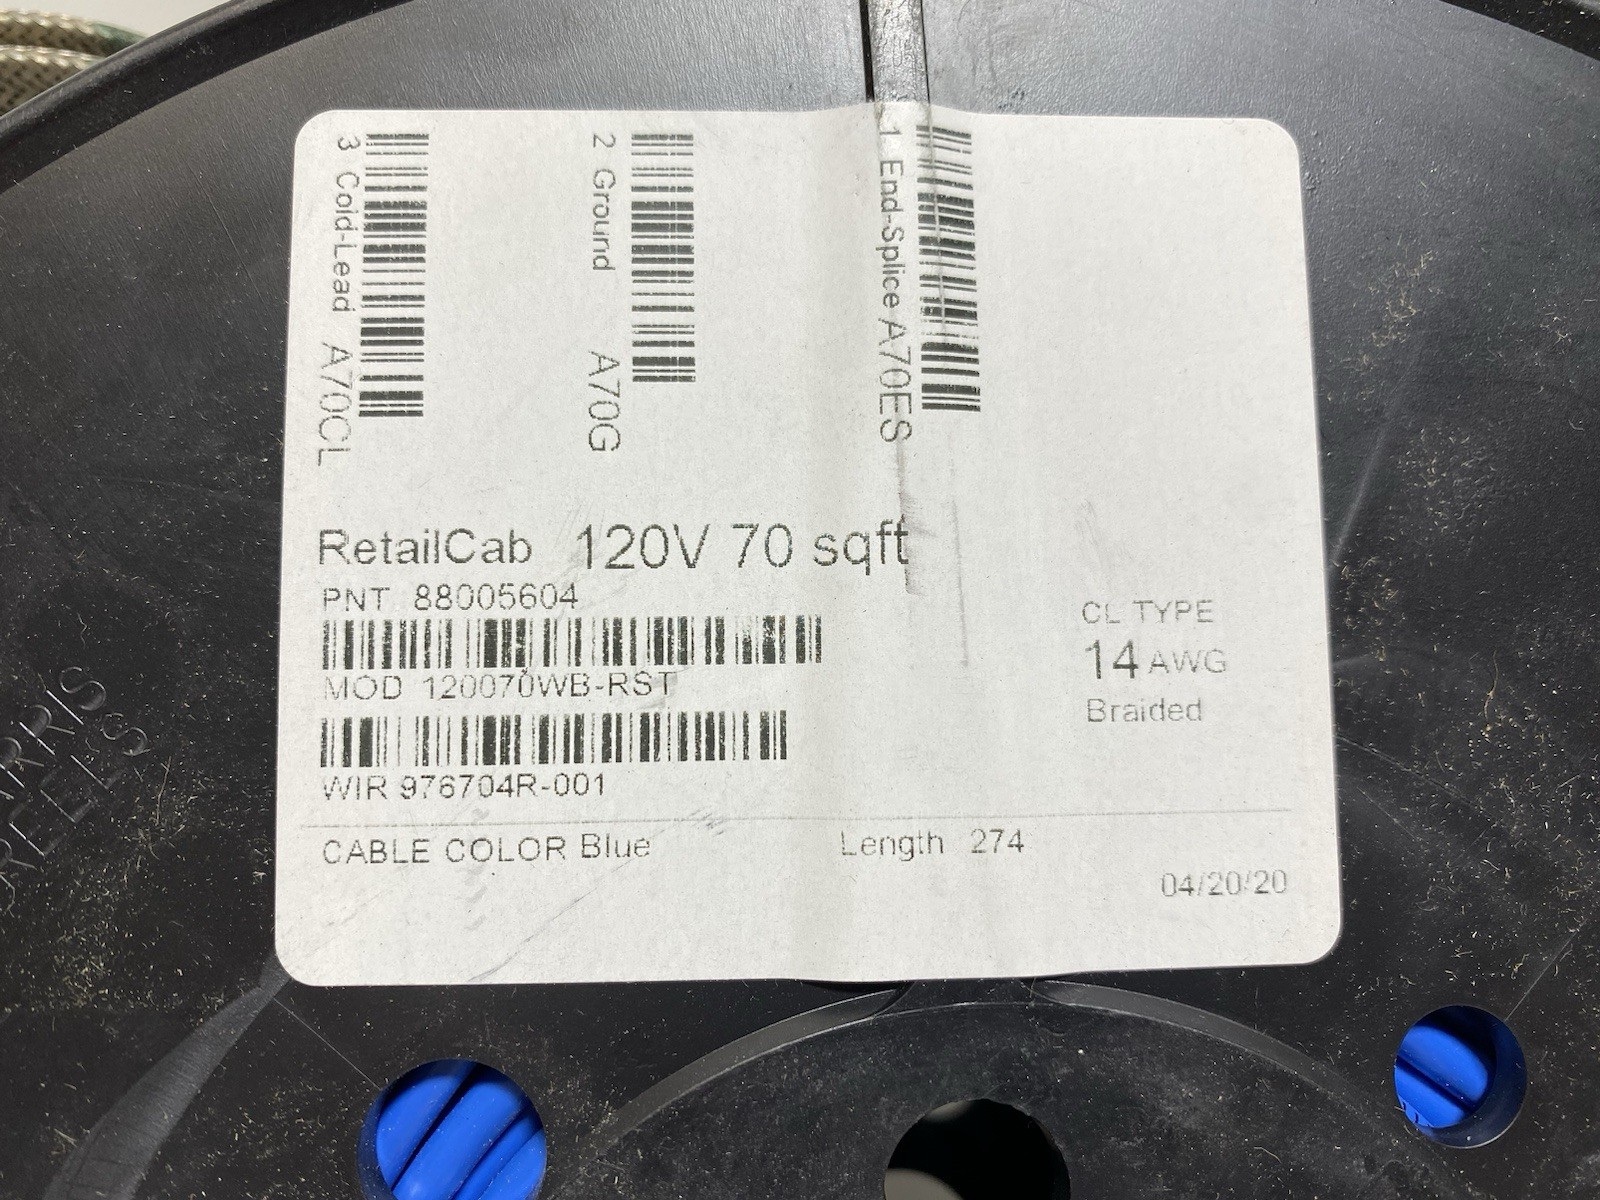 3 Cold-Lead A70CL
2 Ground A70G
1 End-Splice A70ES
RetailCab 120V 70 sqft
PNT 88005604
MOD 120070WB-RST
WIR 976704R-001
CL TYPE
14 AWG
Braided
CABLE COLOR Blue
Length 274
04/20/20
REELS